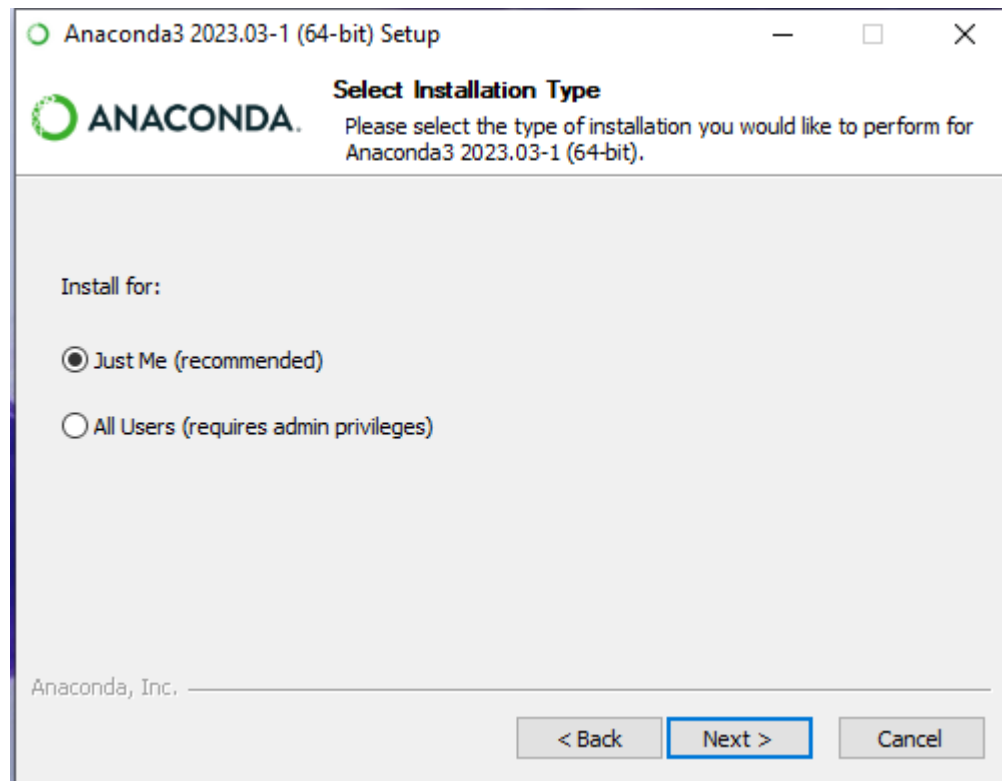 Anaconda3 2023.03-1 (64-bit) Setup
ANACONDA.
Select Installation Type
Please select the type of installation you would like to perform for
Anaconda3 2023.03-1 (64-bit).
Install for:
Just Me (recommended)
All Users (requires admin privileges)
Anaconda, Inc.
< Back
Next >
Cancel